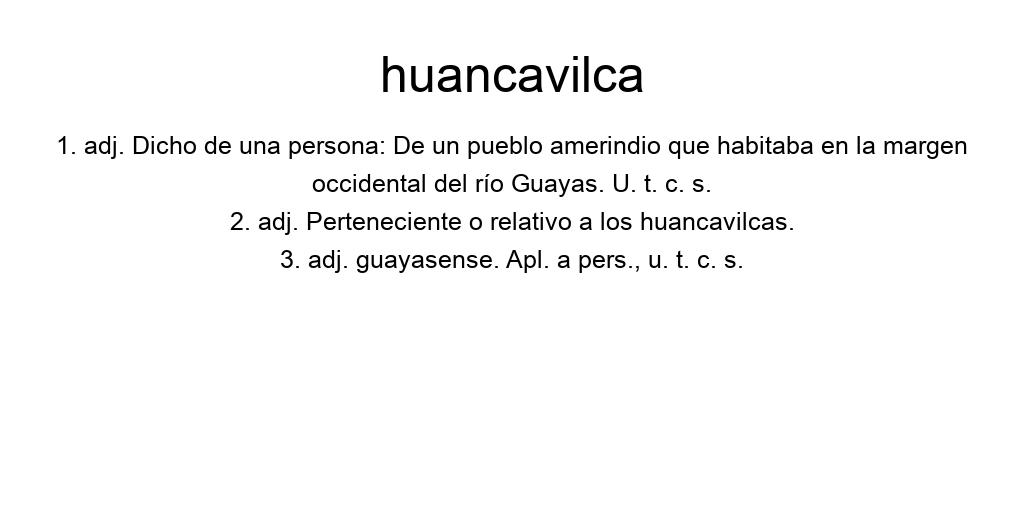 huancavilca
1. adj. Dicho de una persona: De un pueblo amerindio que habitaba en la margen
occidental del río Guayas. U. t. c. s.
2. adj. Perteneciente o relativo a los huancavilcas.
3. adj. guayasense. Apl. a pers., u. t. c. s.